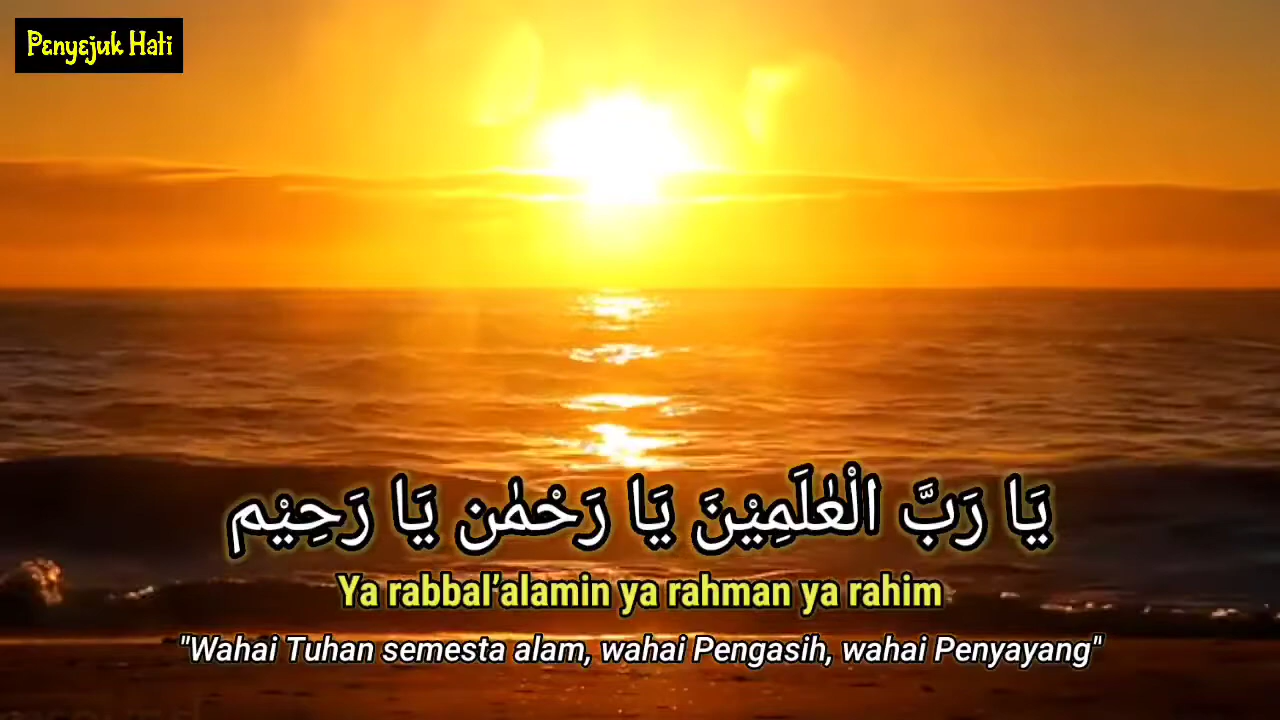 Penyejuk Hati
يَا رَبَّ الْعٰلَمِيْنَ يَا رَحْمٰن يَا رَحِيْم
Ya rabbal’alamin ya rahman ya rahim
"Wahai Tuhan semesta alam, wahai Pengasih, wahai Penyayang"